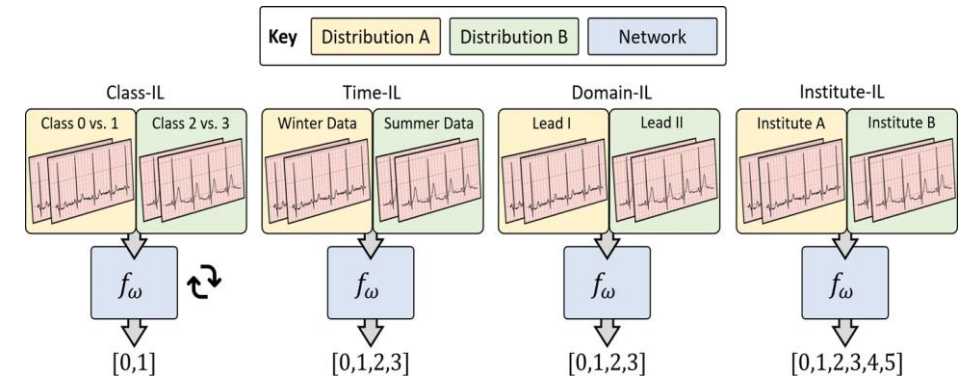 Key Distribution A Distribution B Network
Class-IL
Class 0 vs. 1 Class 2 vs. 3
fω
[0,1]
Time-IL
Winter Data Summer Data
fω
[0,1,2,3]
Domain-IL
Lead I Lead II
fω
[0,1,2,3]
Institute-IL
Institute A Institute B
fω
[0,1,2,3,4,5]